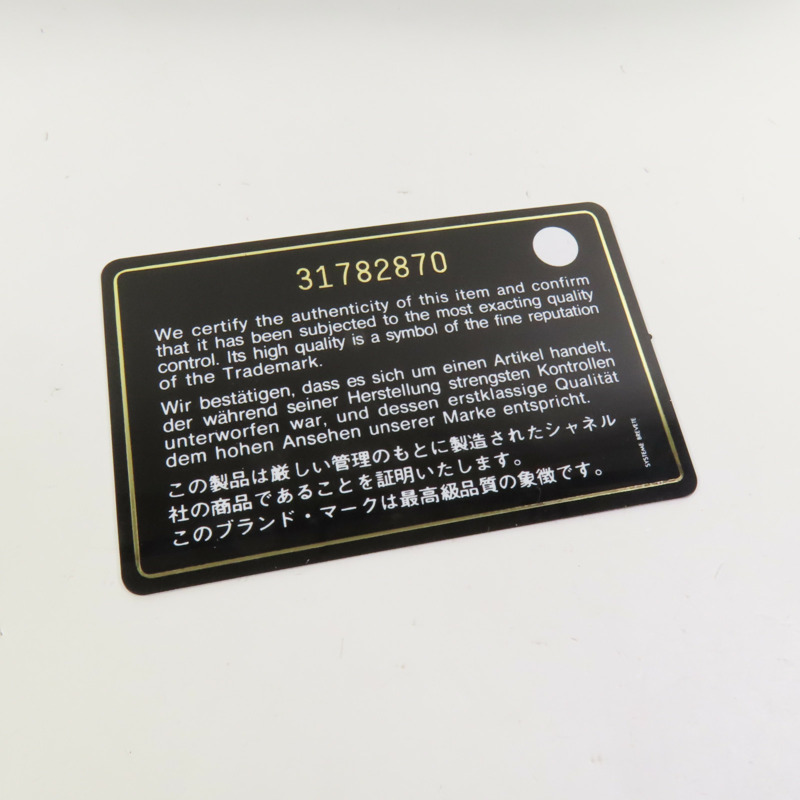 31782870
We certify the authenticity of this item and confirm
that it has been subjected to the most exacting quality
control. Its high quality is a symbol of the fine reputation
of the Trademark.
Wir bestätigen, dass es sich um einen Artikel handelt,
der während seiner Herstellung strengsten Kontrollen
unterworfen war, und dessen erstklassige Qualität
dem hohen Ansehen unserer Marke entspricht.
この製品は厳しい管理のもとに製造されたシャネル
社の商品であることを証明いたします。
このブランド・マークは最高級品質の象徴です。
SYSTEME BREVETE